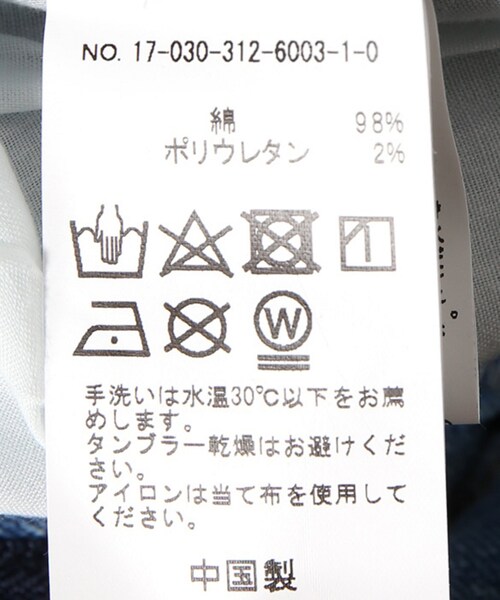 NO. 17-030-312-6003-1-0
綿 98%
ポリウレタン 2%
W
手洗いは水温30℃以下をお薦
めします。
タンブラー乾燥はお避けくだ
さい。
アイロンは当て布を使用して
ください。
中国製